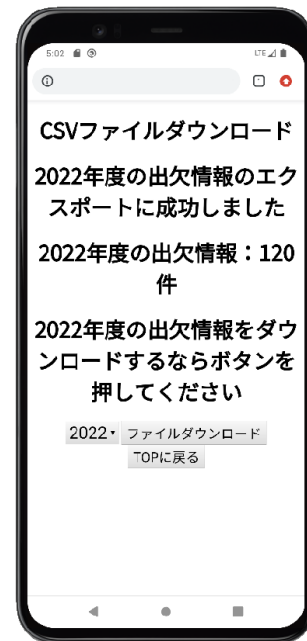 5:02
LTE
CSVファイルダウンロード
2022年度の出欠情報のエク
スポートに成功しました
2022年度の出欠情報：120
件
2022年度の出欠情報をダウ
ンロードするならボタンを
押してください
2022 ファイルダウンロード
TOPに戻る